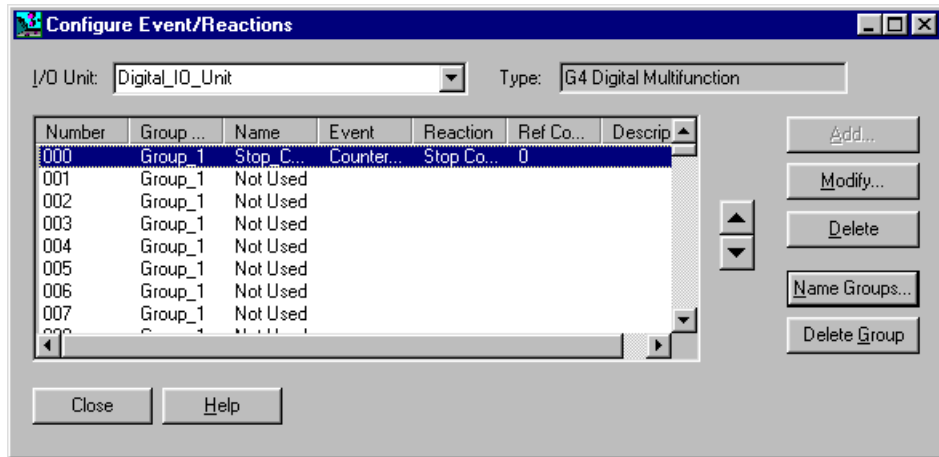 Configure Event/Reactions
I/O Unit: Digital_IO_Unit Type: G4 Digital Multifunction
Number Group ... Name Event Reaction Ref Co... Descrip
000 Group_1 Stop_C... Counter... Stop Co... 0
001 Group_1 Not Used
002 Group_1 Not Used
003 Group_1 Not Used
004 Group_1 Not Used
005 Group_1 Not Used
006 Group_1 Not Used
007 Group_1 Not Used
Add...
Modify...
Delete
Name Groups...
Delete Group
Close Help